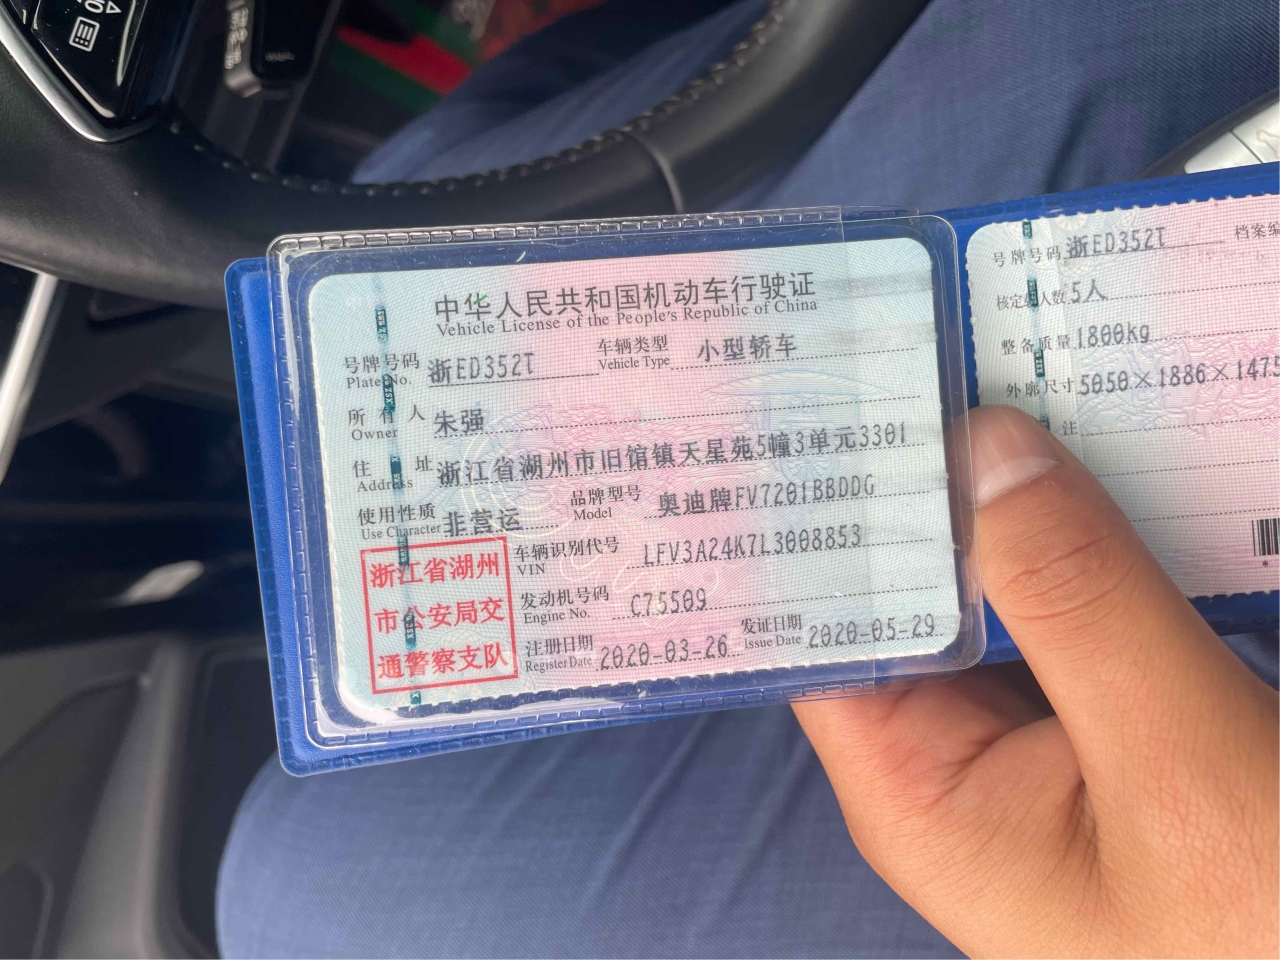 中华人民共和国机动车行驶证
Vehicle License of the People's Republic of China
号牌号码 浙ED352T 车辆类型 小型轿车
Plate No. Vehicle Type
所有人 朱强
Owner
住址 浙江省湖州市旧馆镇天星苑5幢3单元3301
Address
使用性质 非营运 品牌型号 奥迪牌FV7201BBDDG
Use Character Model
浙江省湖州
市公安局交
通警察支队
车辆识别代号 LFV3A24K7L3008853
VIN
发动机号码 C75509
Engine No.
注册日期 2020-03-26 发证日期 2020-05-29
Register Date Issue Date
号牌号码 浙ED352T 档案编
核定人数 5人
整备质量 1800kg
外廓尺寸 5050×1886×1475
注